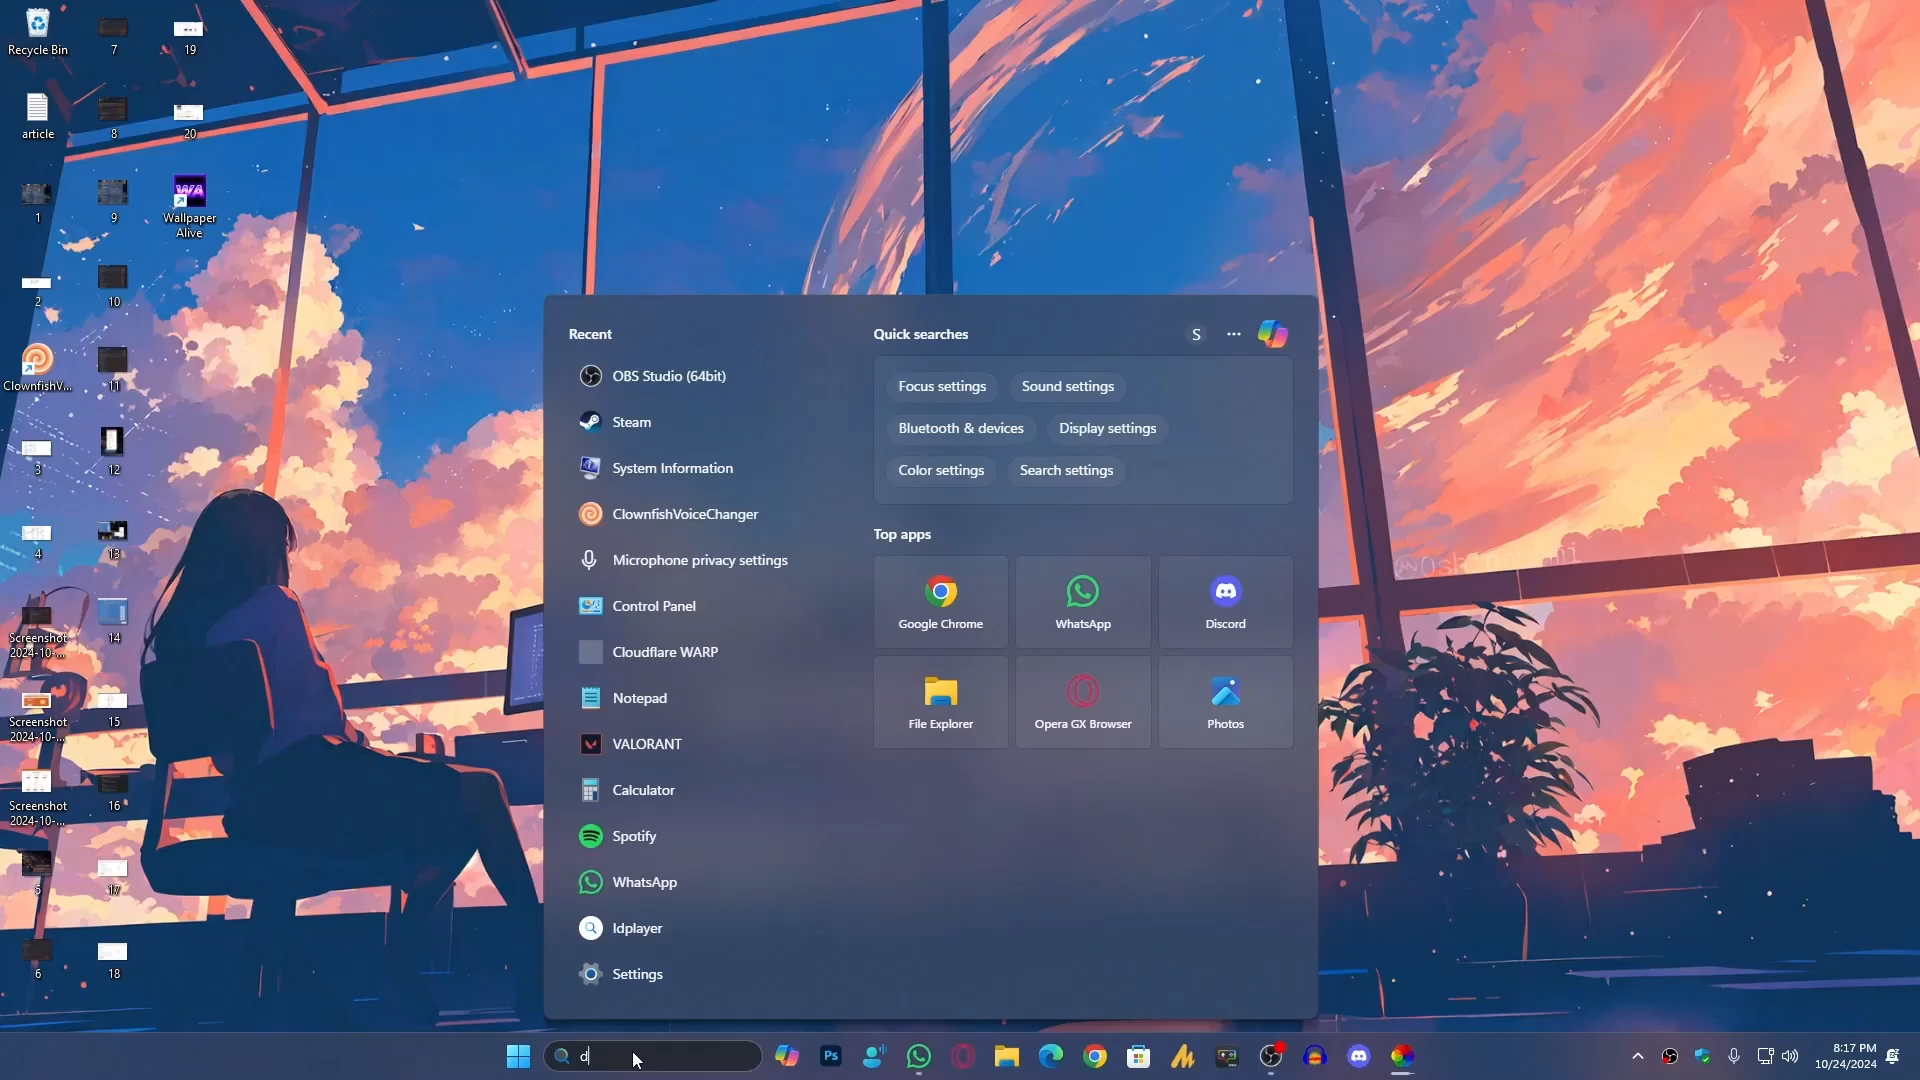 Recycle Bin
7
19
article
8
20
1
9
WA
Wallpaper
Alive
2
10
ClownfishV...
11
3
12
4
13
Screenshot
2024-10-...
14
Screenshot
2024-10-...
15
Screenshot
2024-10-...
16
5
17
6
18
Recent
OBS Studio (64bit)
Steam
System Information
ClownfishVoiceChanger
Microphone privacy settings
Control Panel
Cloudflare WARP
Notepad
VALORANT
Calculator
Spotify
WhatsApp
ldplayer
Settings
Quick searches
S
Focus settings
Sound settings
Bluetooth & devices
Display settings
Color settings
Search settings
Top apps
Google Chrome
WhatsApp
Discord
File Explorer
Opera GX Browser
Photos
d
Ps
8:17 PM
10/24/2024